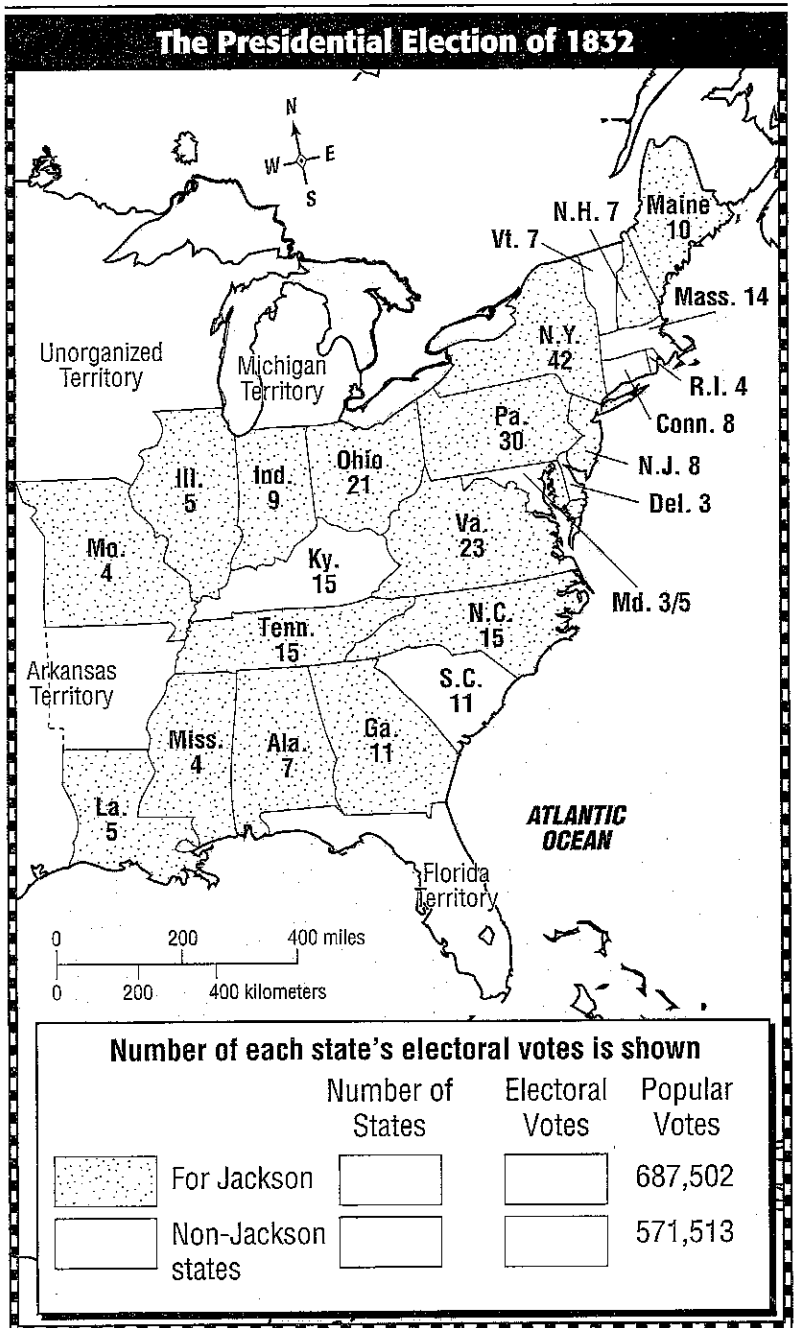 The Presidential Election of 1832
N
W E
S
Maine
10
N.H. 7
Vt. 7
Mass. 14
N.Y.
42
R.I. 4
Conn. 8
Unorganized
Territory
Michigan
Territory
Pa.
30
N.J. 8
Del. 3
Ill.
5
Ind.
9
Ohio
21
Va.
23
Md. 3/5
Mo.
4
Ky.
15
N.C.
15
Tenn.
15
Arkansas
Territory
S.C.
11
Miss.
4
Ala.
7
Ga.
11
La.
5
ATLANTIC
OCEAN
Florida
Territory
0 200 400 miles
0 200 400 kilometers
Number of each state's electoral votes is shown
Number of States
Electoral Votes
Popular Votes
For Jackson 687,502
Non-Jackson states 571,513